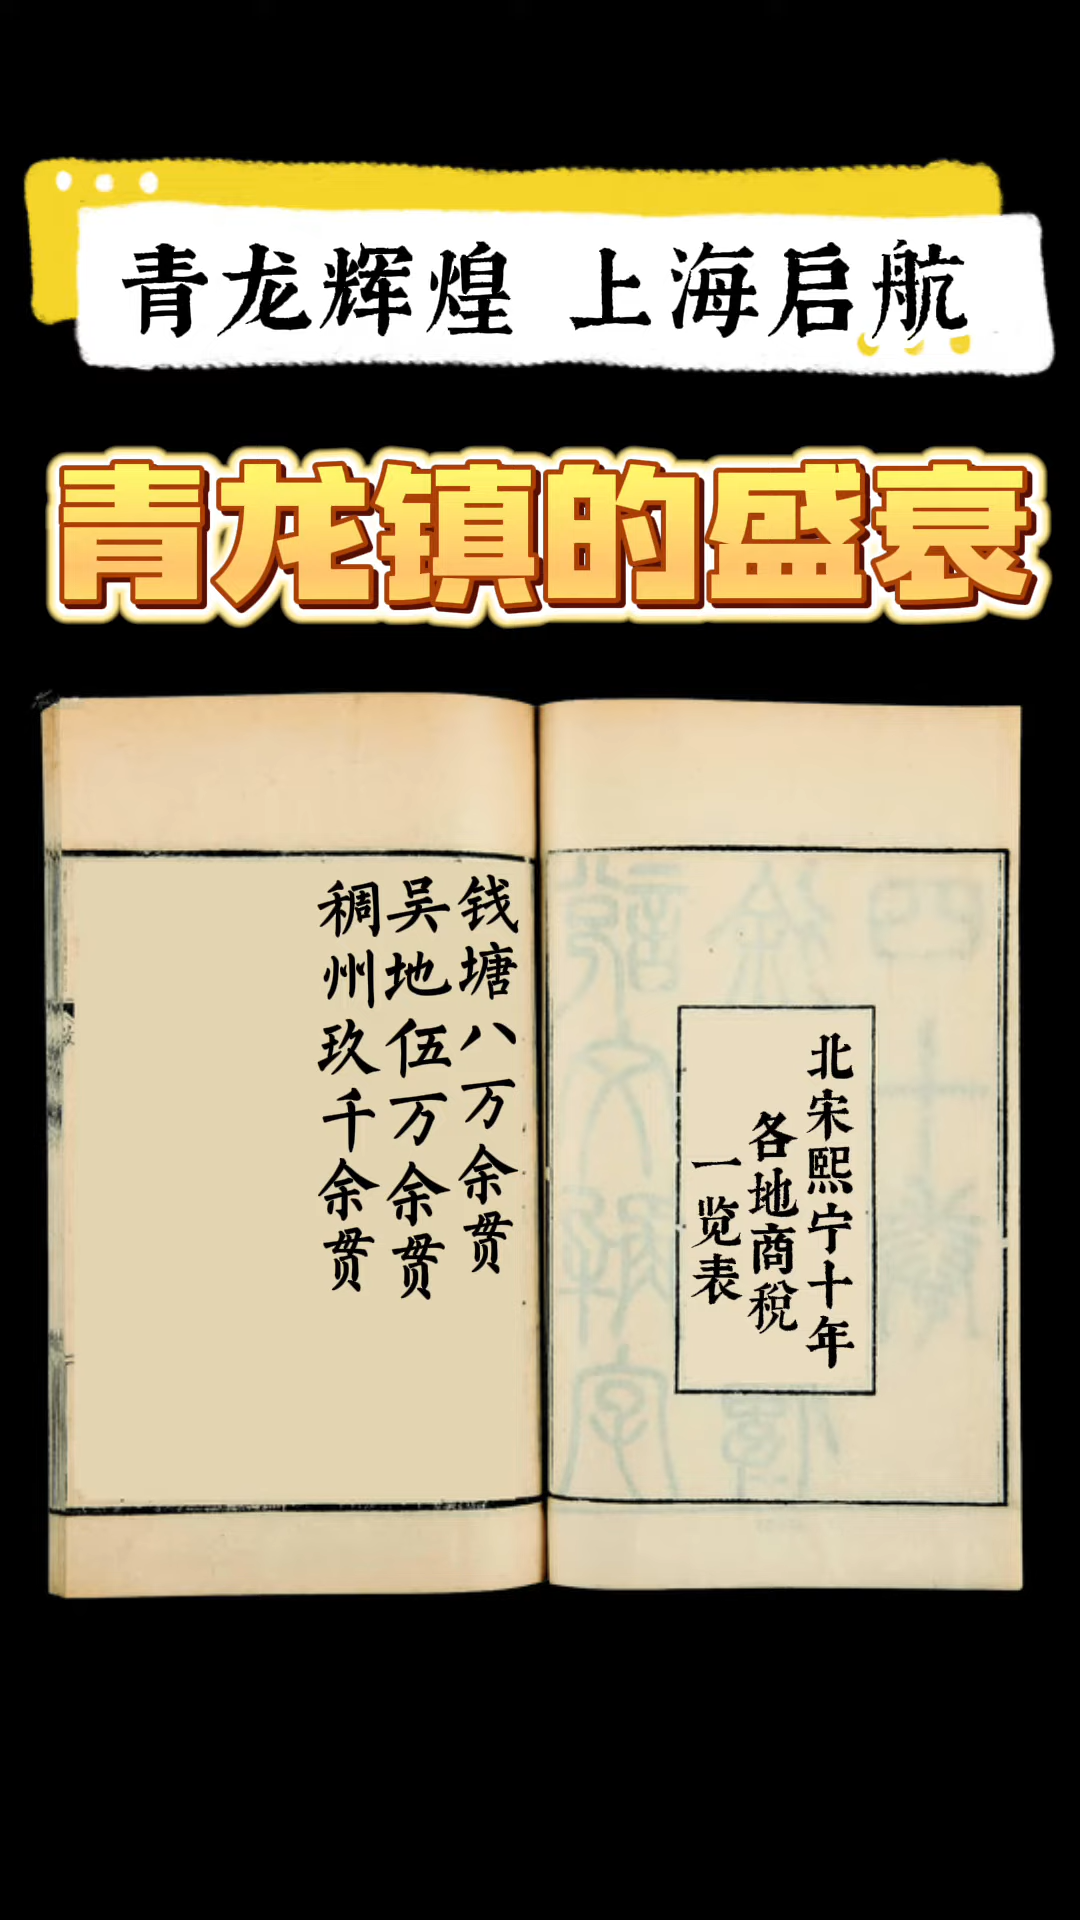 青龙辉煌 上海启航
青龙镇的盛衰
北宋熙宁十年
各地商税
一览表
钱塘八万余贯
吴地伍万余贯
稠州玖千余贯